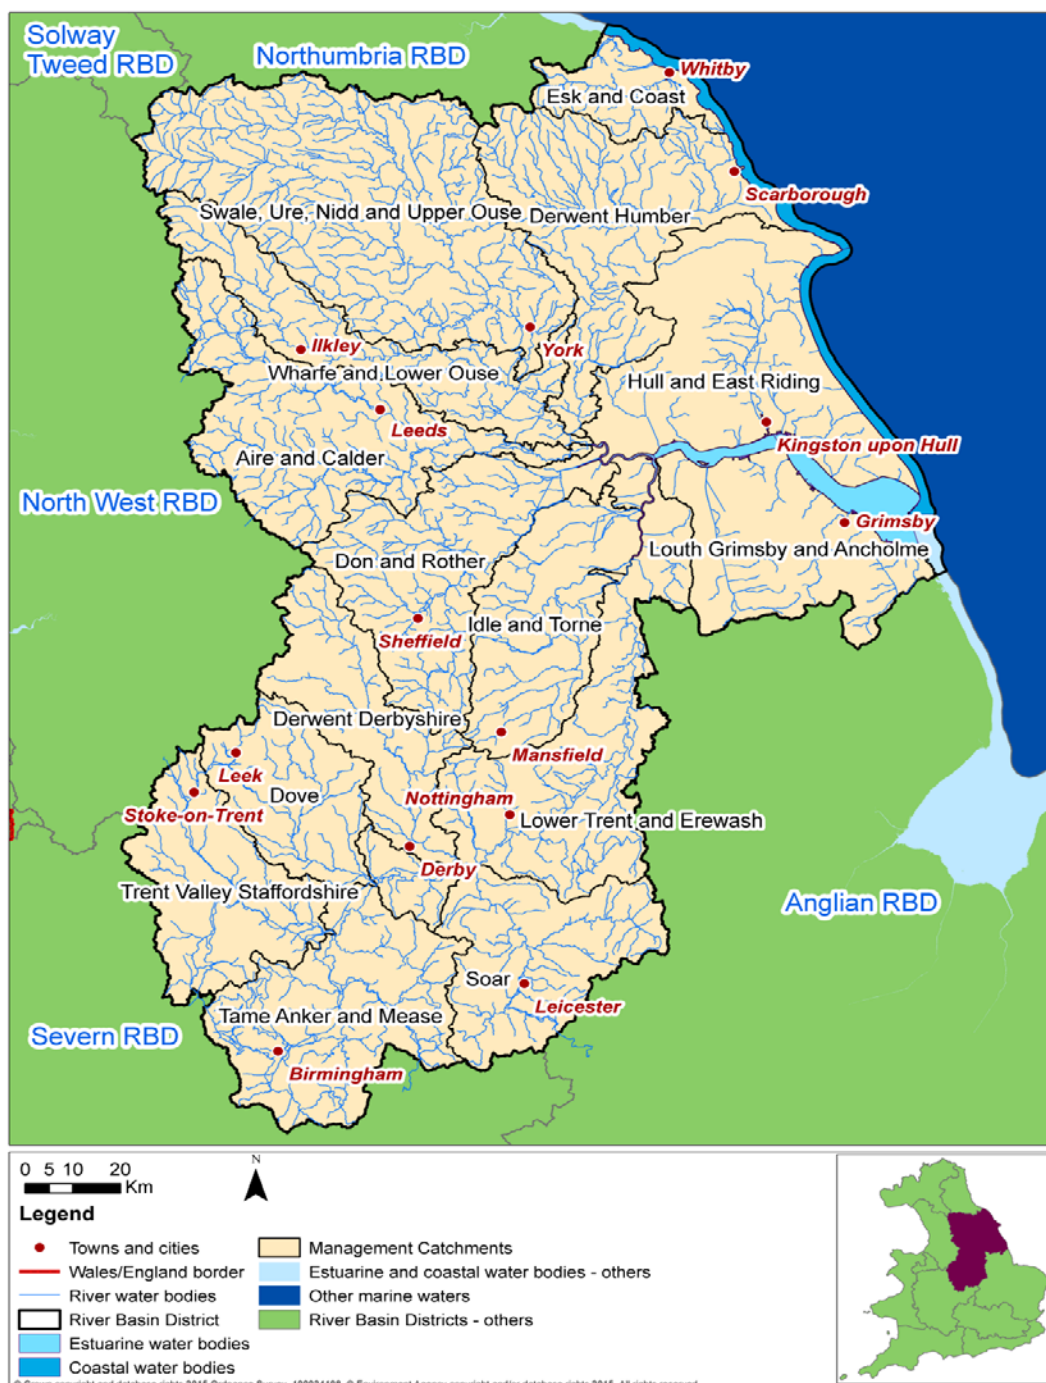 Solway
Tweed RBD
Northumbria RBD
Whitby
Esk and Coast
Scarborough
Swale, Ure, Nidd and Upper Ouse
Derwent Humber
Ilkley
York
Wharfe and Lower Ouse
Hull and East Riding
Leeds
Kingston upon Hull
Aire and Calder
North West RBD
Grimsby
Louth Grimsby and Ancholme
Don and Rother
Idle and Torne
Sheffield
Derwent Derbyshire
Mansfield
Leek
Dove
Nottingham
Stoke-on-Trent
Lower Trent and Erewash
Derby
Trent Valley Staffordshire
Anglian RBD
Soar
Leicester
Tame Anker and Mease
Severn RBD
Birmingham
0 5 10 20
Km
N
Legend
Towns and cities
Wales/England border
River water bodies
River Basin District
Estuarine water bodies
Coastal water bodies
Management Catchments
Estuarine and coastal water bodies - others
Other marine waters
River Basin Districts - others